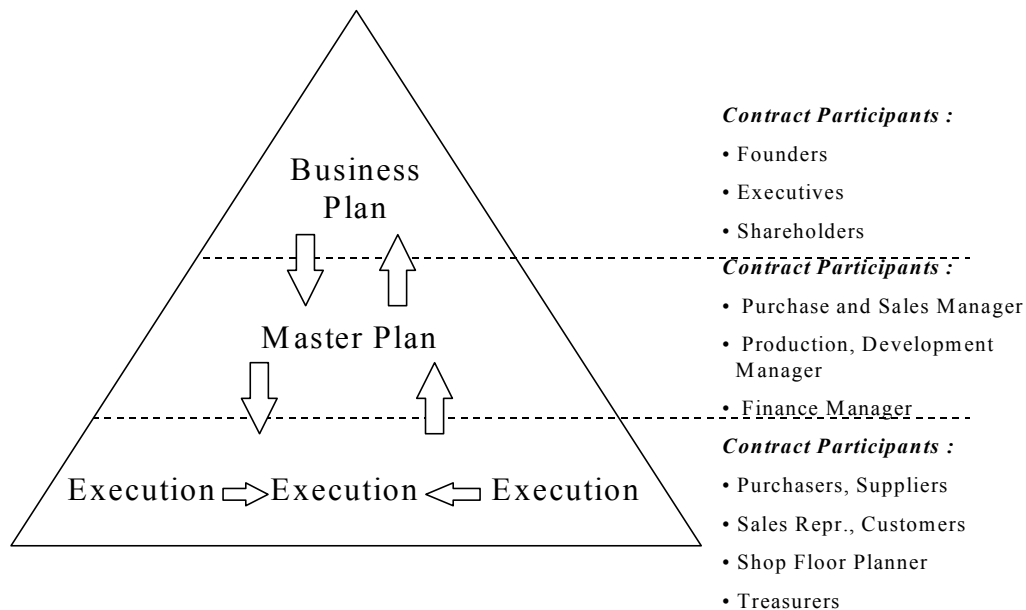 Business
Plan
Master Plan
Execution Execution Execution
Contract Participants :
• Founders
• Executives
• Shareholders
Contract Participants :
• Purchase and Sales Manager
• Production, Development
Manager
• Finance Manager
Contract Participants :
• Purchasers, Suppliers
• Sales Repr., Customers
• Shop Floor Planner
• Treasurers